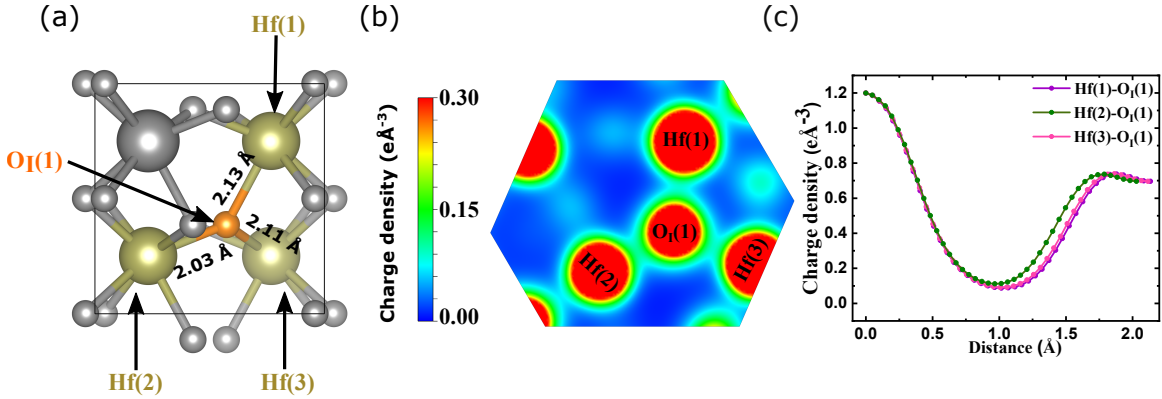 (a)
Hf(1)
O_I(1)
2.13 Å
2.11 Å
2.03 Å
Hf(2)
Hf(3)
(b)
Charge density (eÅ⁻³)
0.30
0.15
0.00
Hf(1)
O_I(1)
Hf(2)
Hf(3)
(c)
Charge density (eÅ⁻³)
1.2
0.9
0.6
0.4
0.2
0.0
Hf(1)-O_I(1)
Hf(2)-O_I(1)
Hf(3)-O_I(1)
0.0 0.5 1.0 1.5 2.0
Distance (Å)